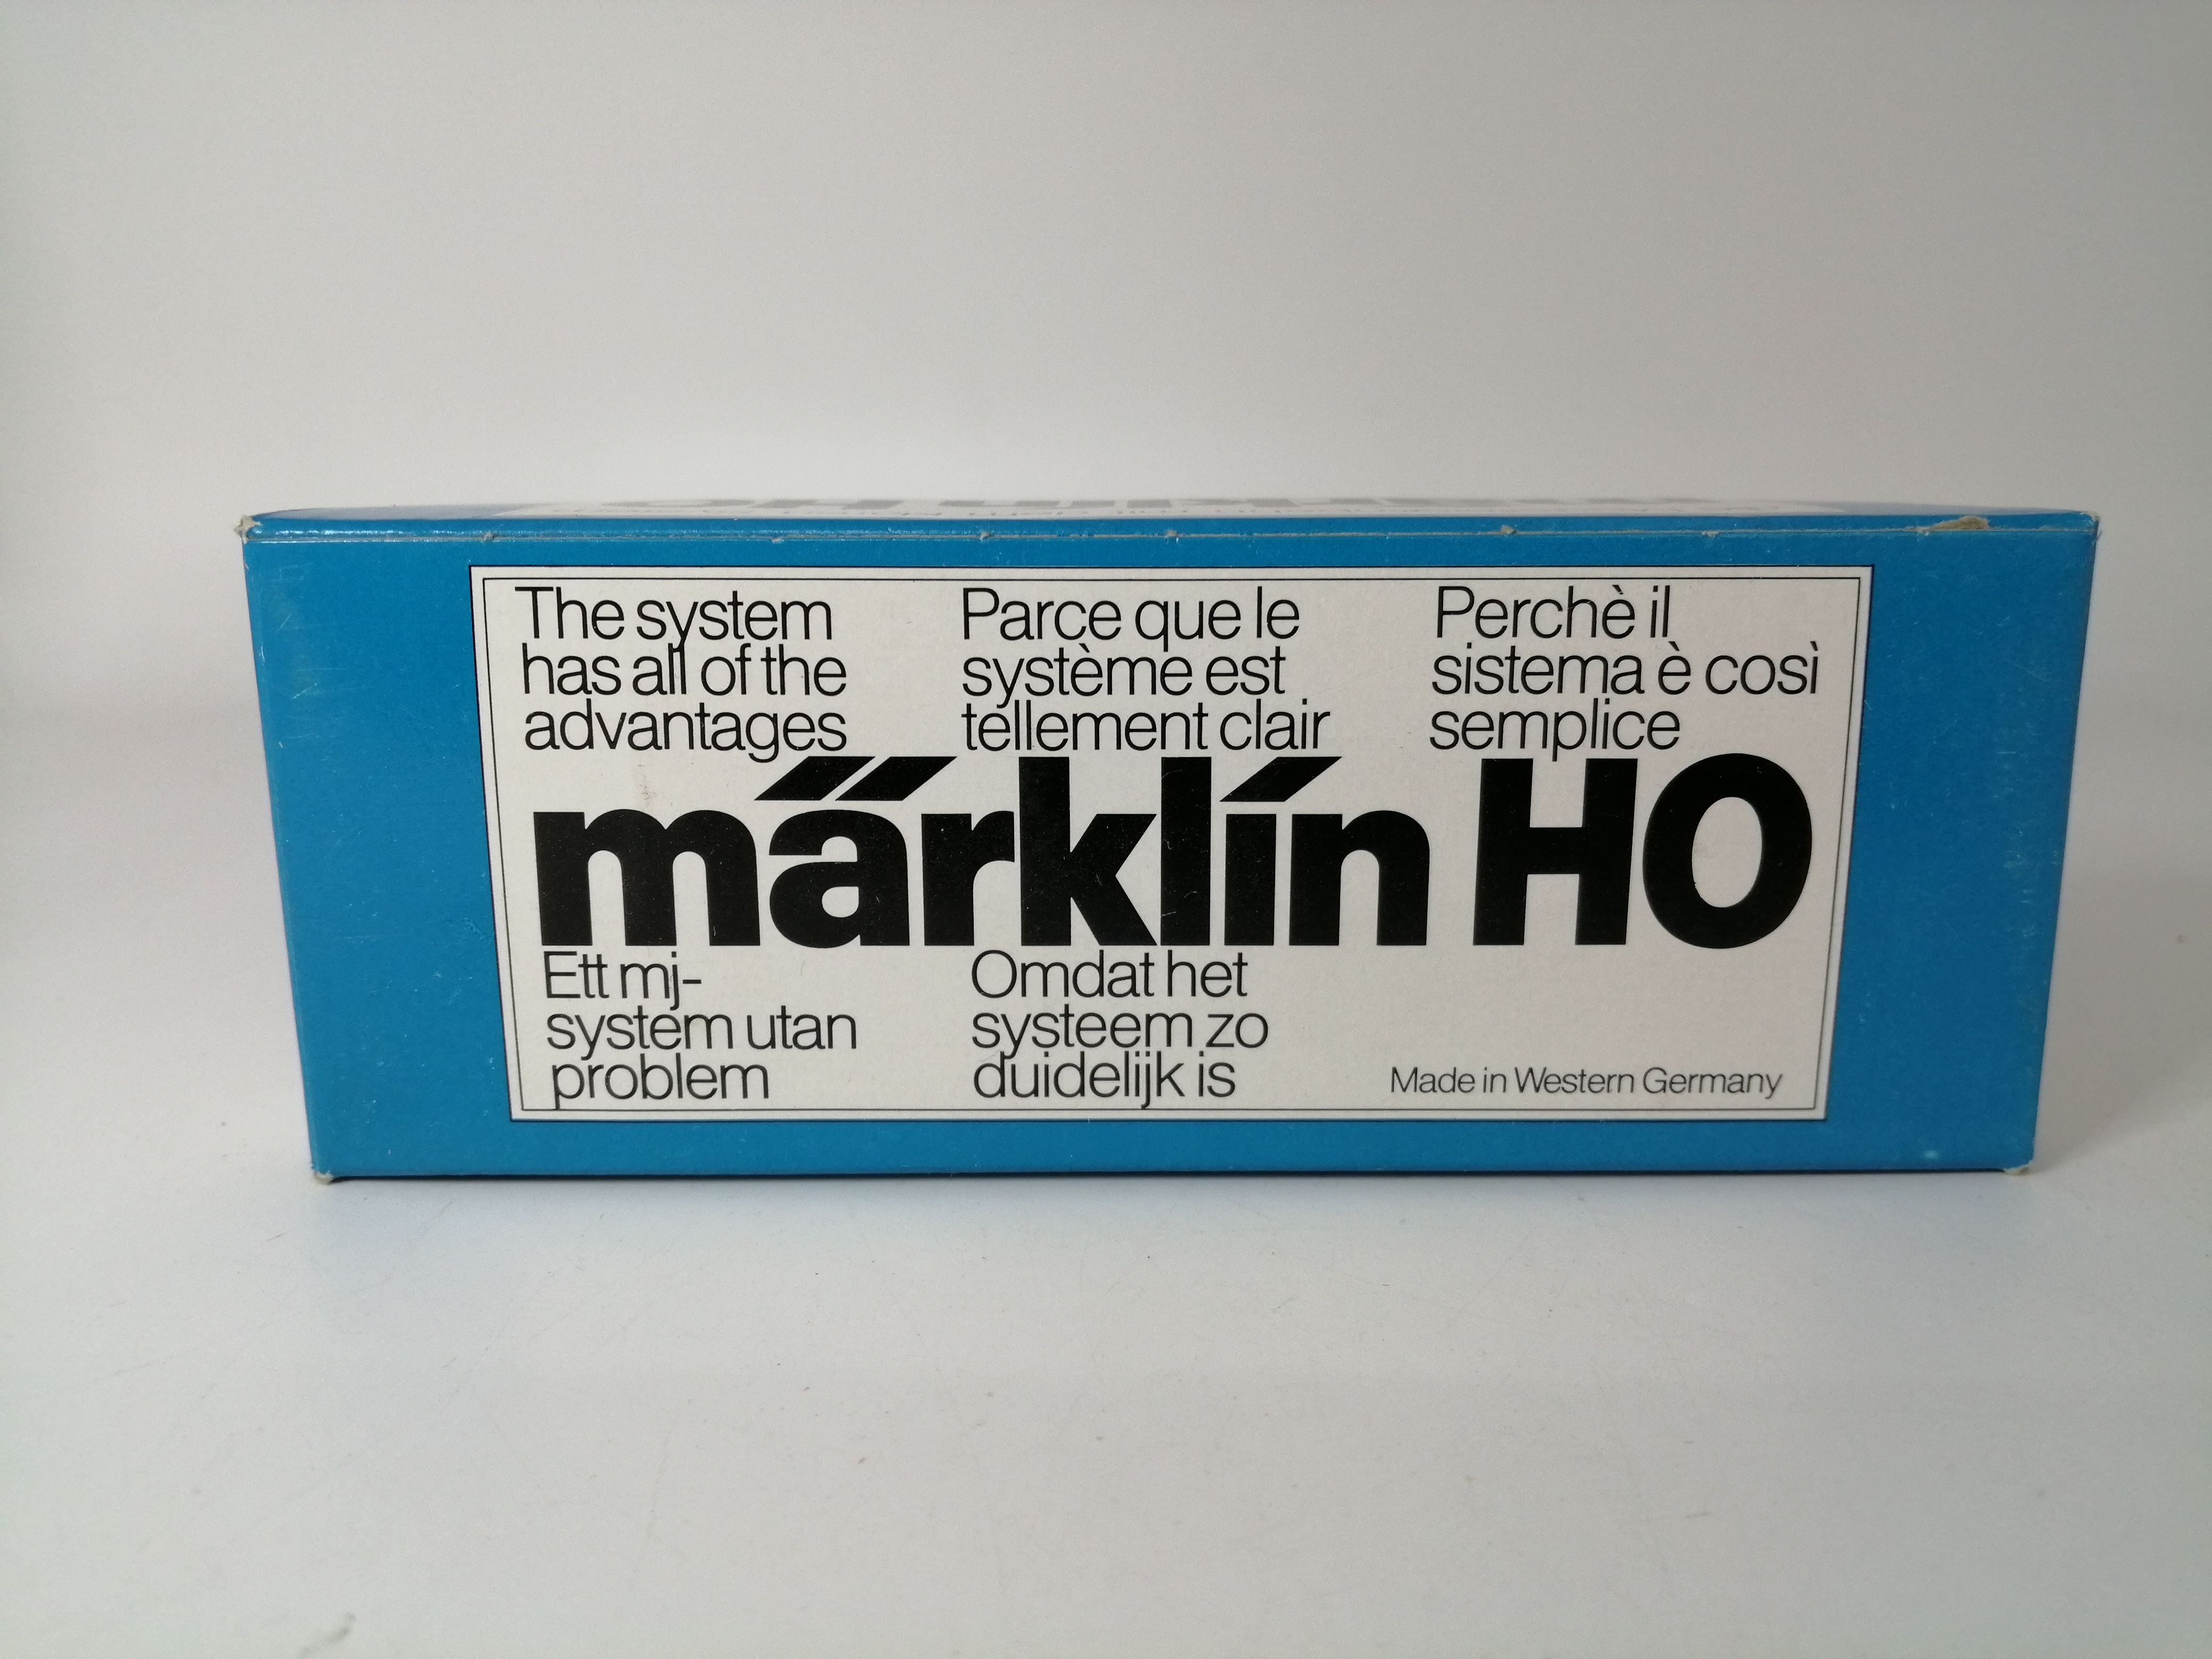 The system
has all of the
advantages
Parce que le
système est
tellement clair
Perchè il
sistema è così
semplice
märklín HO
Ett mj-
system utan
problem
Omdat het
systeem zo
duidelijk is
Made in Western Germany